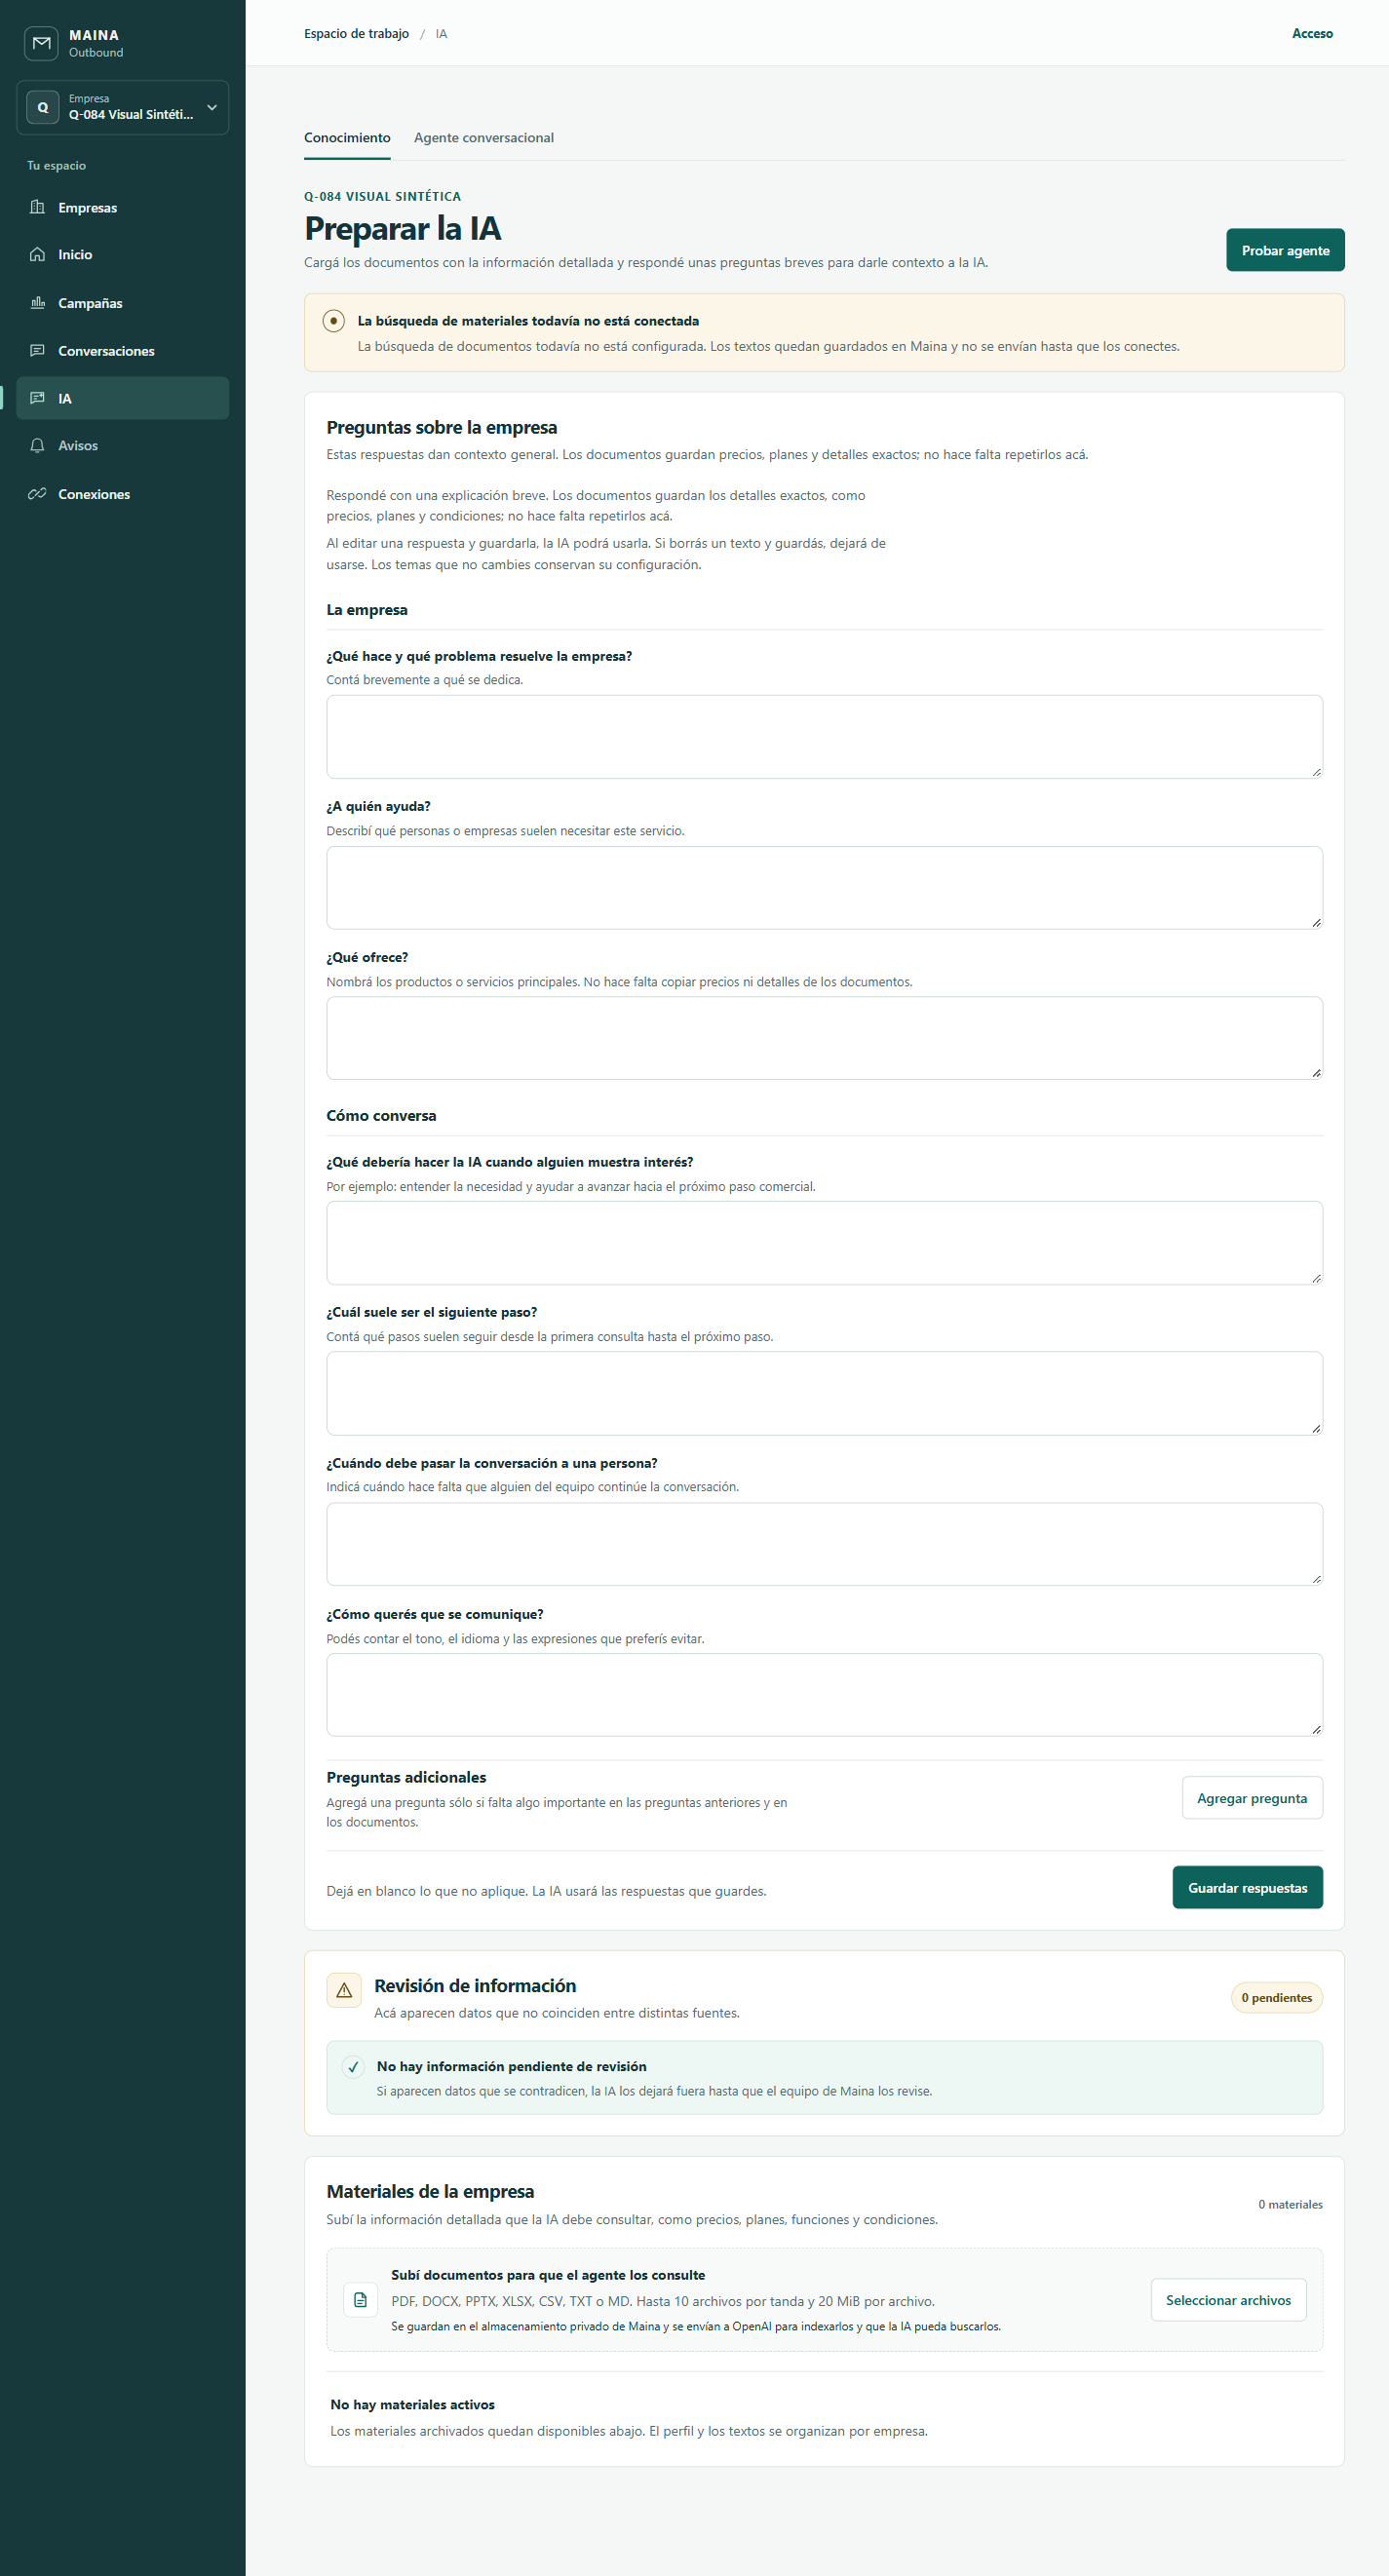 MAINA
Outbound
Q
Empresa
Q-084 Visual Sintéti...
Tu espacio
Empresas
Inicio
Campañas
Conversaciones
IA
Avisos
Conexiones
Espacio de trabajo / IA
Acceso
Conocimiento
Agente conversacional
Q-084 VISUAL SINTÉTICA
Preparar la IA
Cargá los documentos con la información detallada y respondé unas preguntas breves para darle contexto a la IA.
Probar agente
La búsqueda de materiales todavía no está conectada
La búsqueda de documentos todavía no está configurada. Los textos quedan guardados en Maina y no se envían hasta que los conectes.
Preguntas sobre la empresa
Estas respuestas dan contexto general. Los documentos guardan precios, planes y detalles exactos; no hace falta repetirlos acá.
Respondé con una explicación breve. Los documentos guardan los detalles exactos, como
precios, planes y condiciones; no hace falta repetirlos acá.
Al editar una respuesta y guardarla, la IA podrá usarla. Si borrás un texto y guardás, dejará de
usarse. Los temas que no cambies conservan su configuración.
La empresa
¿Qué hace y qué problema resuelve la empresa?
Contá brevemente a qué se dedica.
¿A quién ayuda?
Describí qué personas o empresas suelen necesitar este servicio.
¿Qué ofrece?
Nombrá los productos o servicios principales. No hace falta copiar precios ni detalles de los documentos.
Cómo conversa
¿Qué debería hacer la IA cuando alguien muestra interés?
Por ejemplo: entender la necesidad y ayudar a avanzar hacia el próximo paso comercial.
¿Cuál suele ser el siguiente paso?
Contá qué pasos suelen seguir desde la primera consulta hasta el próximo paso.
¿Cuándo debe pasar la conversación a una persona?
Indicá cuándo hace falta que alguien del equipo continúe la conversación.
¿Cómo querés que se comunique?
Podés contar el tono, el idioma y las expresiones que preferís evitar.
Preguntas adicionales
Agregá una pregunta sólo si falta algo importante en las preguntas anteriores y en
los documentos.
Agregar pregunta
Dejá en blanco lo que no aplique. La IA usará las respuestas que guardes.
Guardar respuestas
Revisión de información
Acá aparecen datos que no coinciden entre distintas fuentes.
0 pendientes
No hay información pendiente de revisión
Si aparecen datos que se contradicen, la IA los dejará fuera hasta que el equipo de Maina los revise.
Materiales de la empresa
Subí la información detallada que la IA debe consultar, como precios, planes, funciones y condiciones.
0 materiales
Subí documentos para que el agente los consulte
PDF, DOCX, PPTX, XLSX, CSV, TXT o MD. Hasta 10 archivos por tanda y 20 MiB por archivo.
Se guardan en el almacenamiento privado de Maina y se envían a OpenAI para indexarlos y que la IA pueda buscarlos.
Seleccionar archivos
No hay materiales activos
Los materiales archivados quedan disponibles abajo. El perfil y los textos se organizan por empresa.